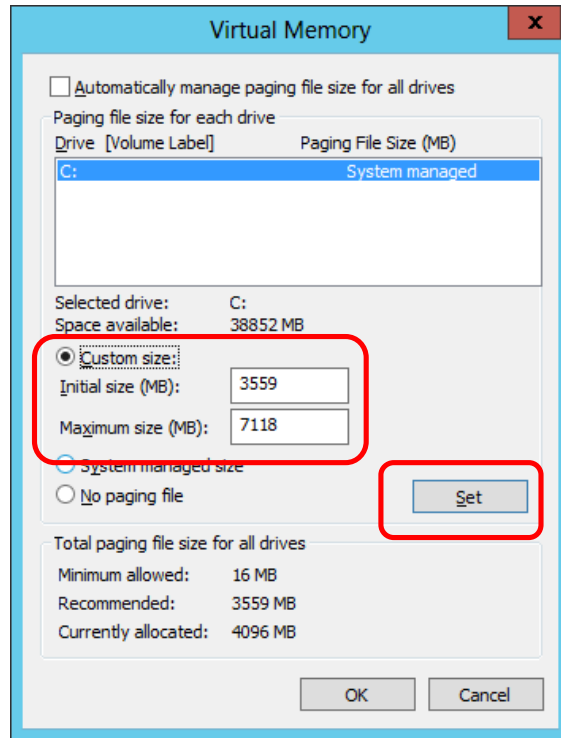 Virtual Memory
x
Automatically manage paging file size for all drives
Paging file size for each drive
Drive [Volume Label] Paging File Size (MB)
C: System managed
Selected drive: C:
Space available: 38852 MB
Custom size:
Initial size (MB): 3559
Maximum size (MB): 7118
System managed size
No paging file Set
Total paging file size for all drives
Minimum allowed: 16 MB
Recommended: 3559 MB
Currently allocated: 4096 MB
OK Cancel